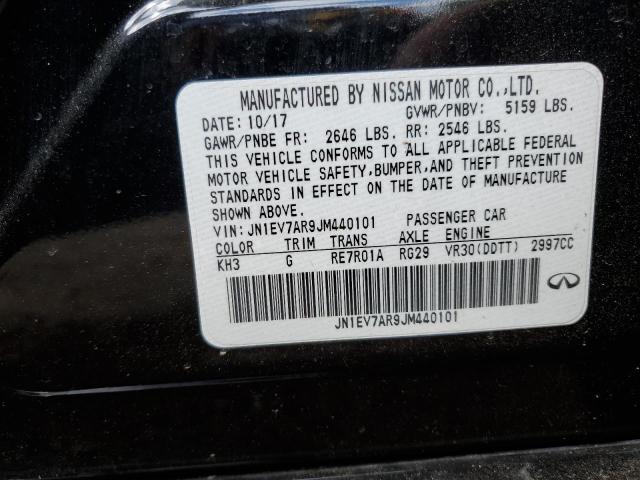 MANUFACTURED BY NISSAN MOTOR CO.,LTD.
DATE: 10/17 GVWR/PNBV: 5159 LBS.
GAWR/PNBE FR: 2646 LBS. RR: 2546 LBS.
THIS VEHICLE CONFORMS TO ALL APPLICABLE FEDERAL
MOTOR VEHICLE SAFETY,BUMPER,AND THEFT PREVENTION
STANDARDS IN EFFECT ON THE DATE OF MANUFACTURE
SHOWN ABOVE.
VIN:JN1EV7AR9JM440101 PASSENGER CAR
COLOR TRIM TRANS AXLE ENGINE
KH3 G RE7R01A RG29 VR30(DDTT) 2997CC
JN1EV7AR9JM440101